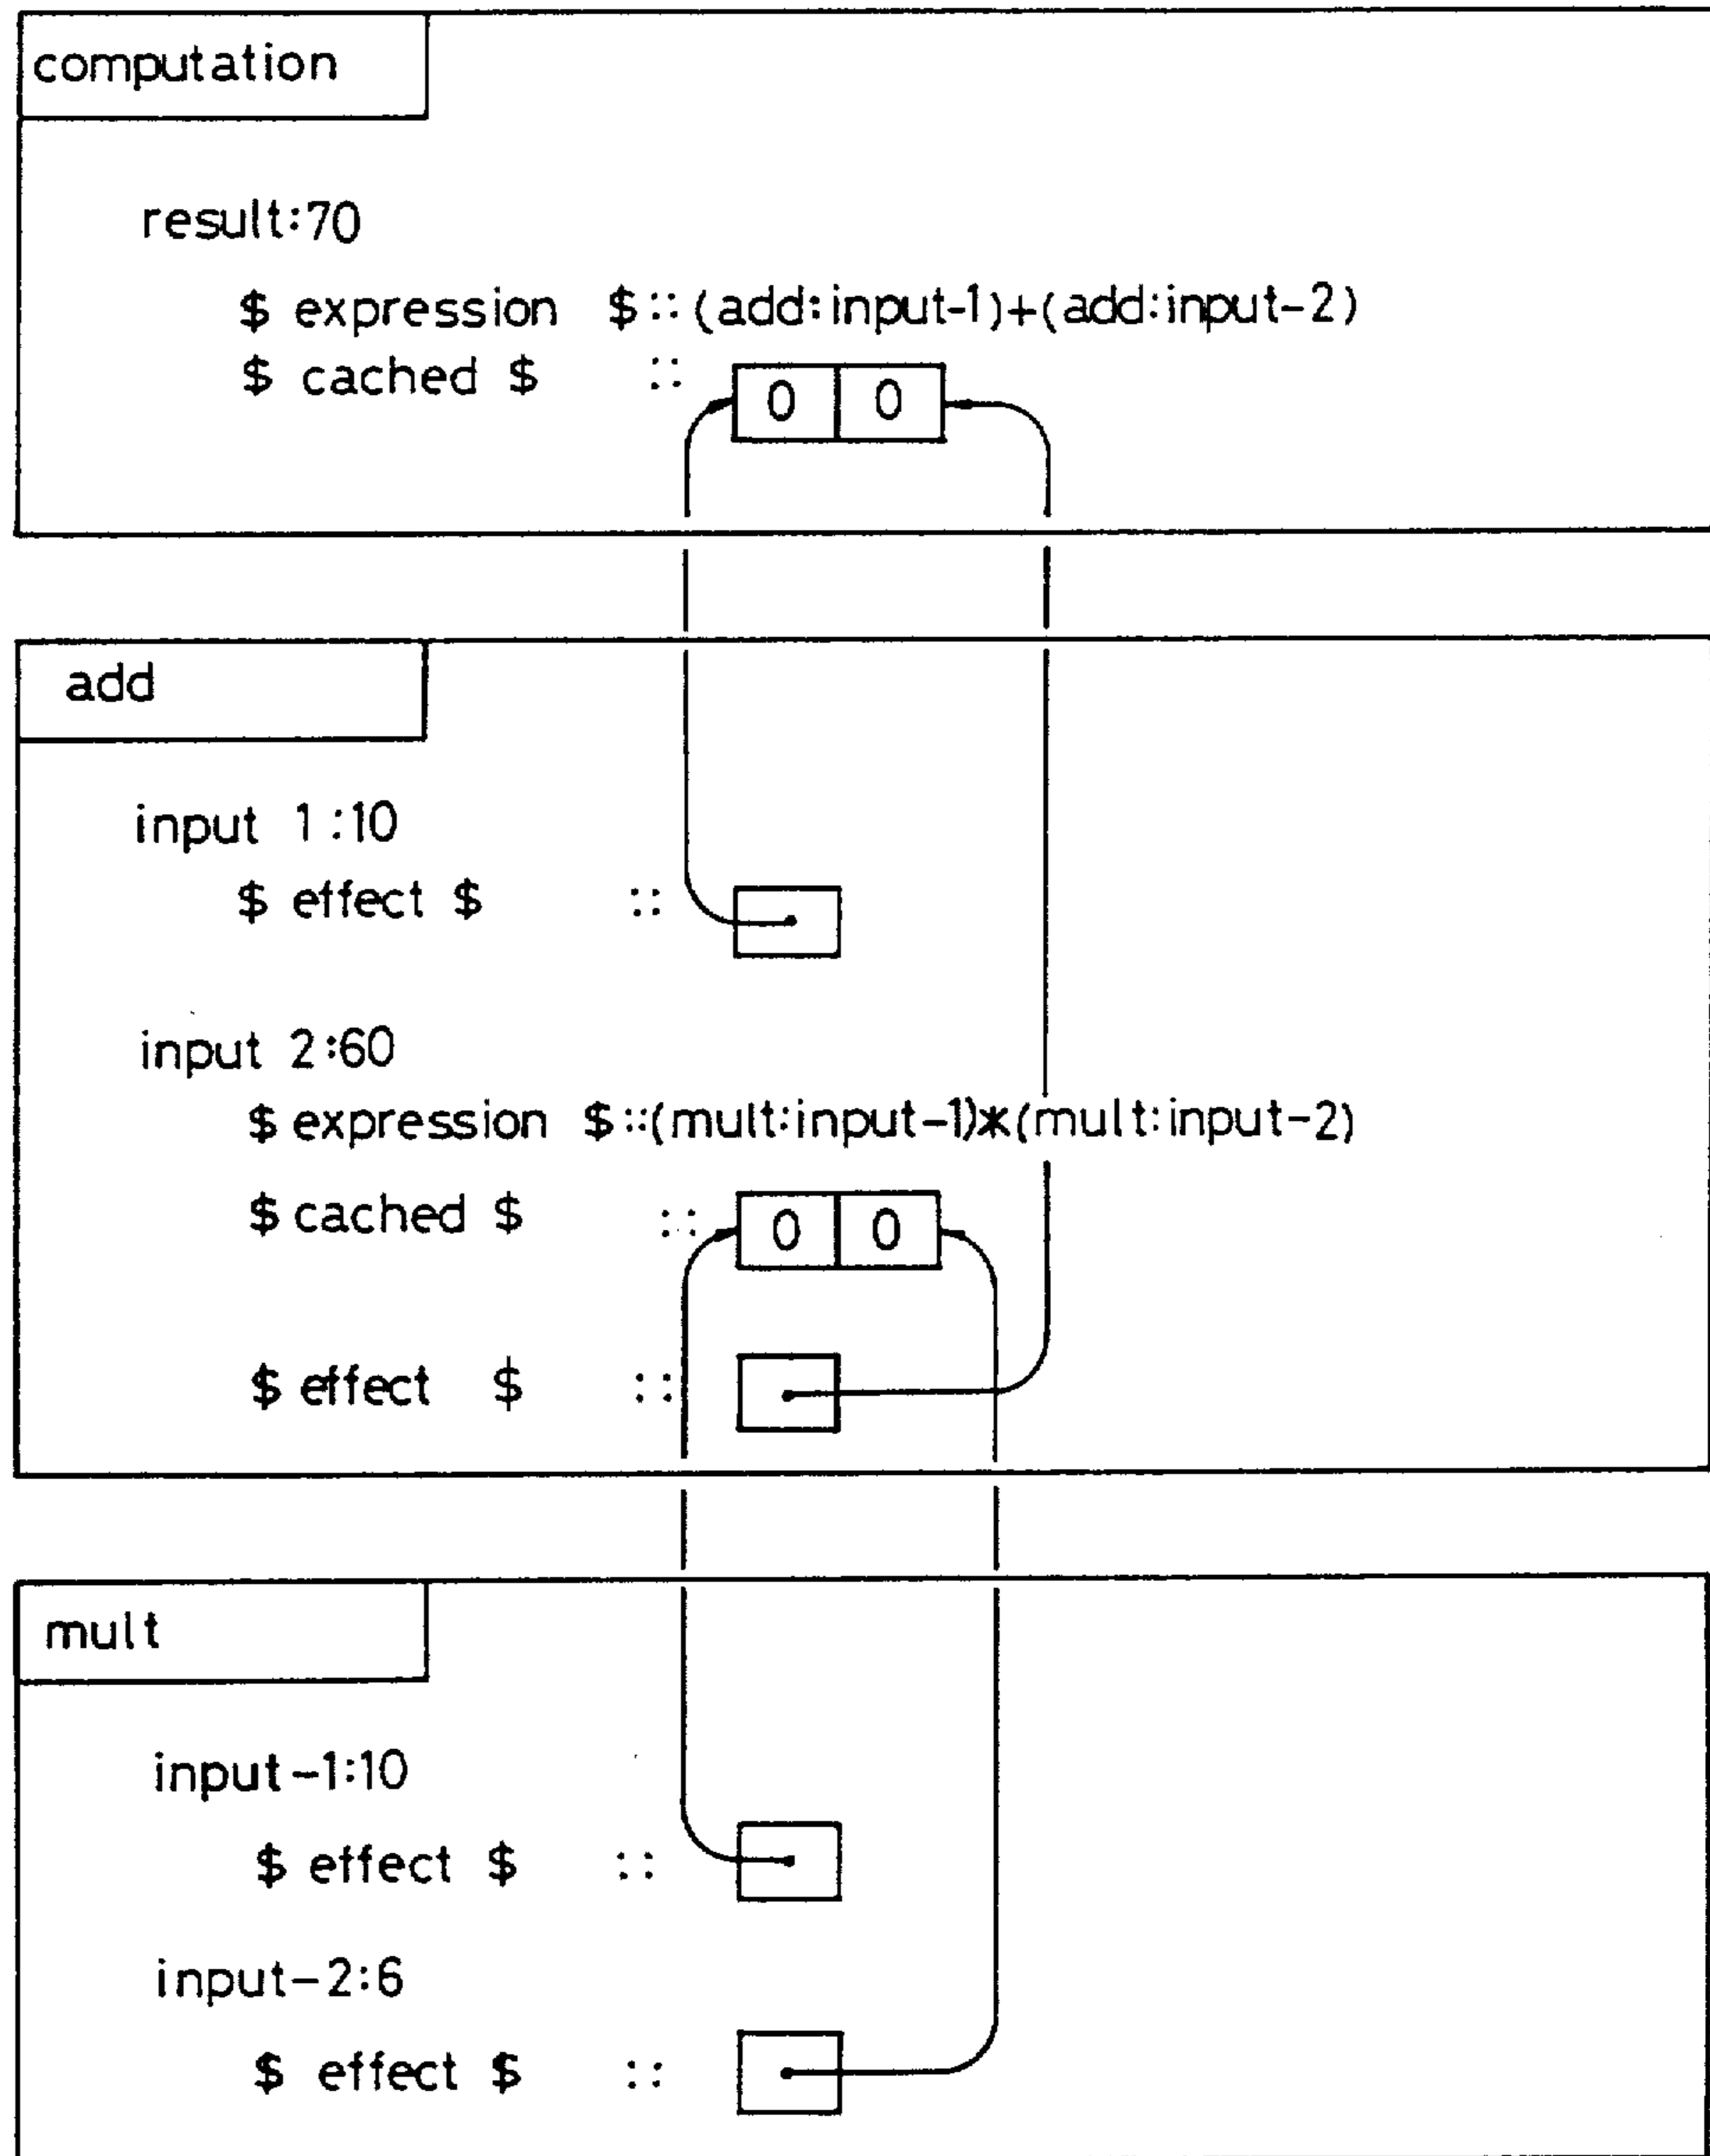 computation
result:70
$ expression $::(add:input-1)+(add:input-2)
$ cached $ :: 0 0
add
input 1:10
$ effect $ ::
input 2:60
$ expression $::(mult:input-1)*(mult:input-2)
$ cached $ :: 0 0
$ effect $ ::
mult
input-1:10
$ effect $ ::
input-2:6
$ effect $ ::